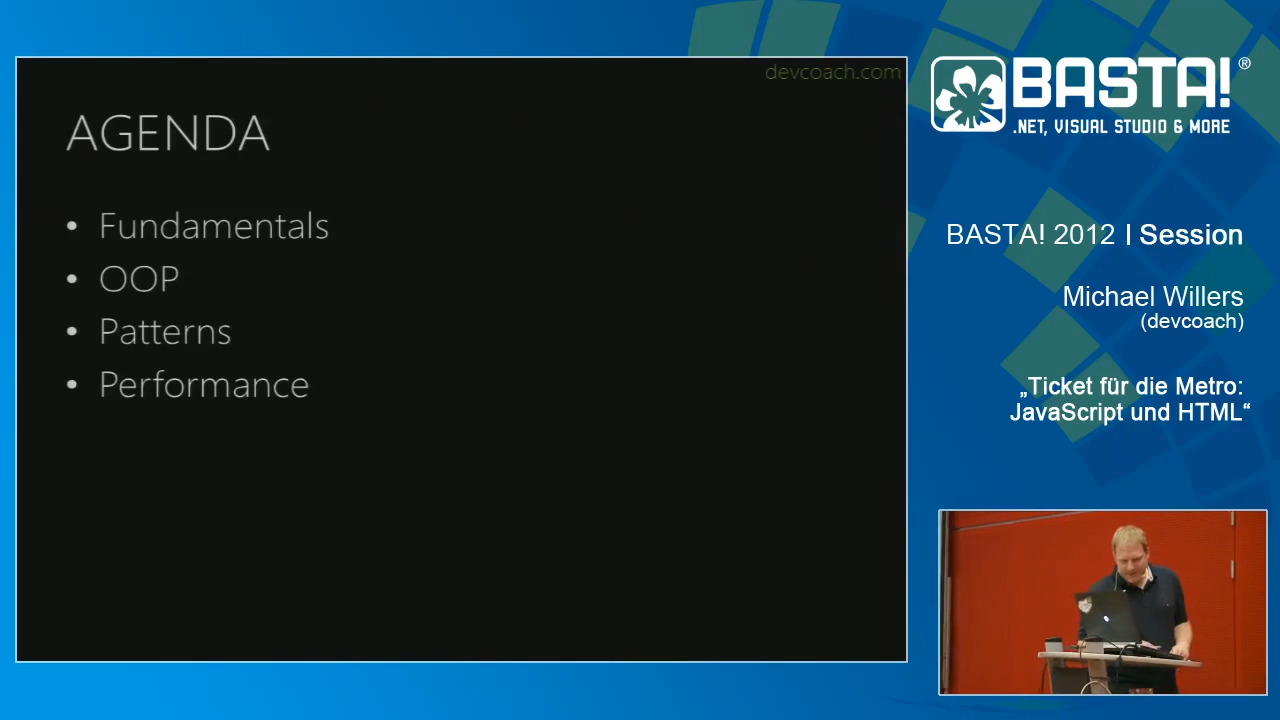 devcoach.com
AGENDA
• Fundamentals
• OOP
• Patterns
• Performance
BASTA!®
.NET, VISUAL STUDIO & MORE
BASTA! 2012 | Session
Michael Willers
(devcoach)
„Ticket für die Metro:
JavaScript und HTML“